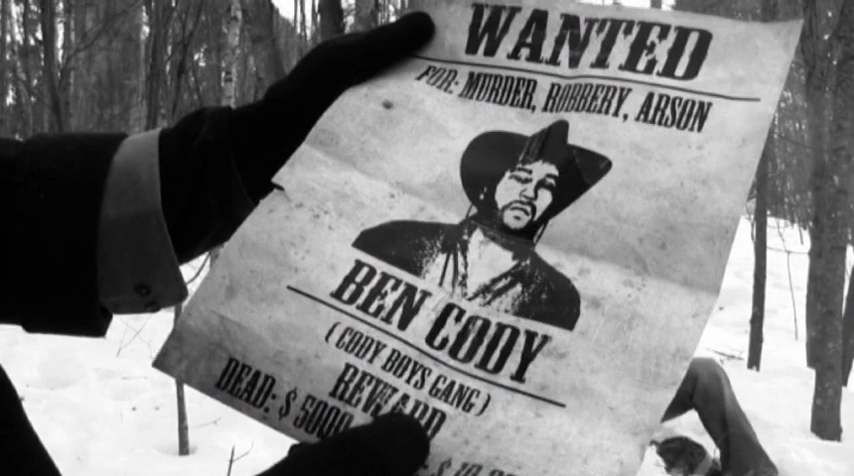 WANTED
FOR: MURDER, ROBBERY, ARSON
BEN CODY
(CODY BOYS GANG)
REWARD
DEAD: $5000